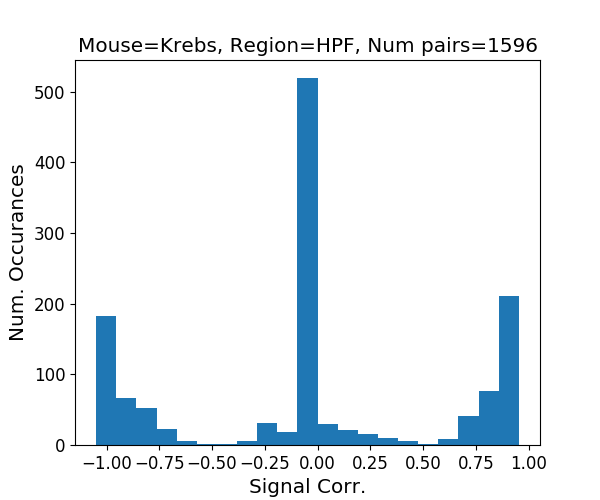 Mouse=Krebs, Region=HPF, Num pairs=1596
500
400
300
200
100
0
Num. Occurances
−1.00 −0.75 −0.50 −0.25 0.00 0.25 0.50 0.75 1.00
Signal Corr.